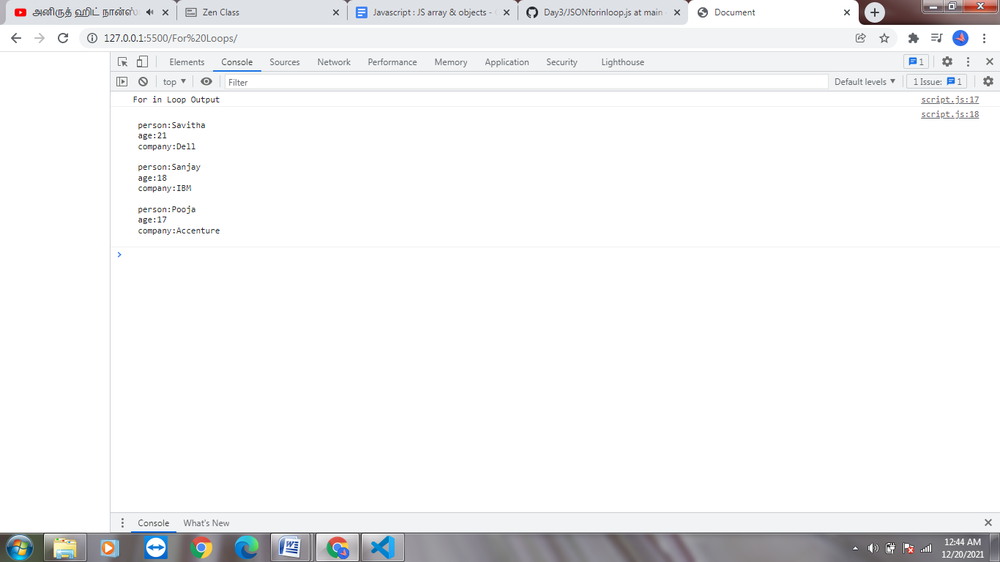 அனிருத் ஹிட் நான்ஸ்
Zen Class
Javascript : JS array & objects -
Day3/JSONforinloop.js at main
Document
127.0.0.1:5500/For%20Loops/
Elements
Console
Sources
Network
Performance
Memory
Application
Security
Lighthouse
1
top
Filter
Default levels
1 Issue: 1
For in Loop Output script.js:17
script.js:18
person:Savitha
age:21
company:Dell
person:Sanjay
age:18
company:IBM
person:Pooja
age:17
company:Accenture
Console
What's New
12:44 AM
12/20/2021